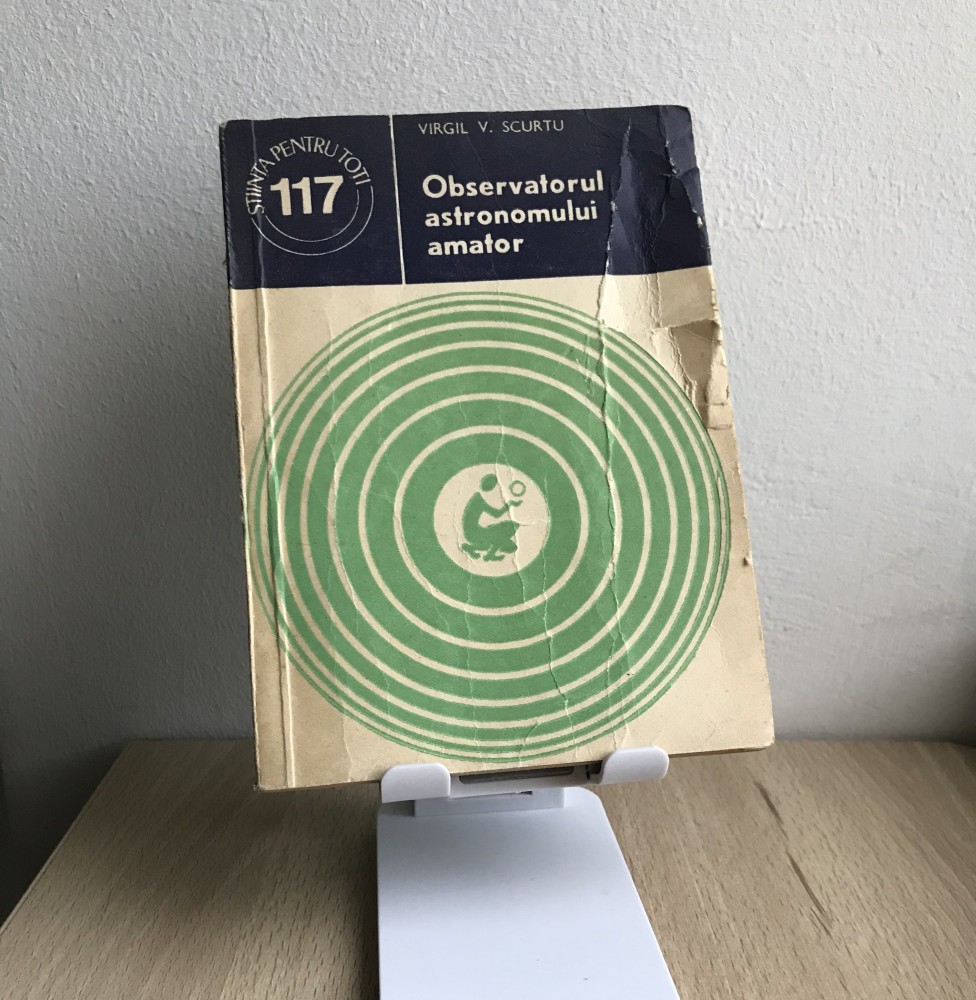 ȘTIINȚA PENTRU TOȚI
117
VIRGIL V. SCURTU
Observatorul
astronomului
amator